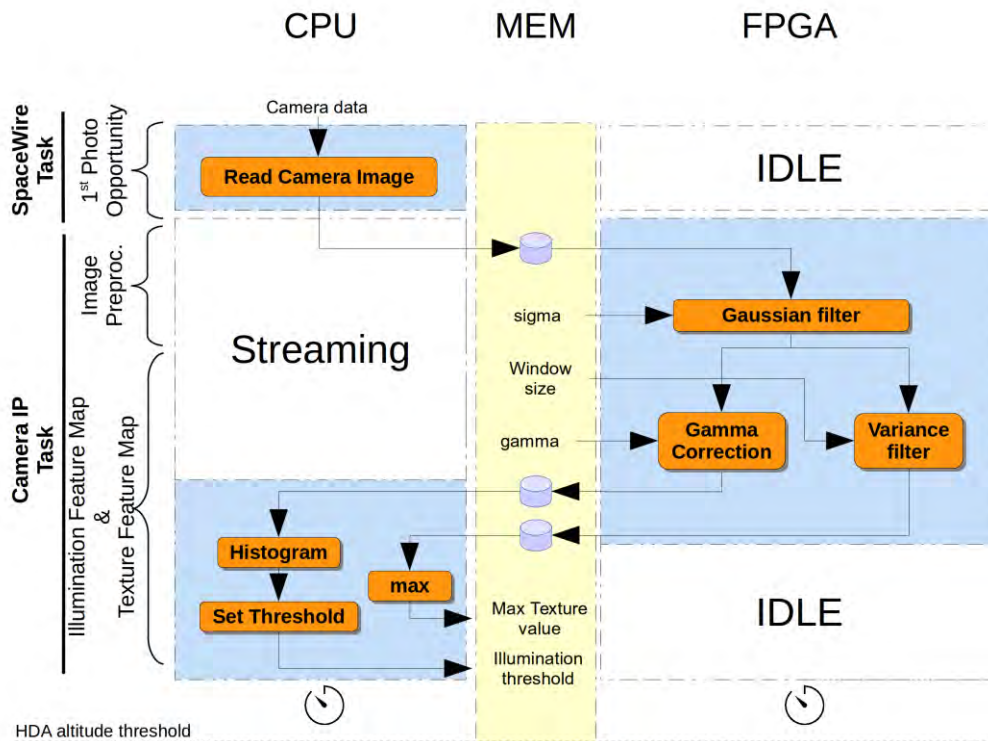 CPU
MEM
FPGA
SpaceWire
Task
1st Photo
Opportunity
Camera data
Read Camera Image
IDLE
Camera IP
Task
Image
Preproc.
Streaming
sigma
Gaussian filter
Window
size
gamma
Gamma
Correction
Variance
filter
Illumination Feature Map
&
Texture Feature Map
Histogram
max
Set Threshold
Max Texture
value
Illumination
threshold
IDLE
HDA altitude threshold